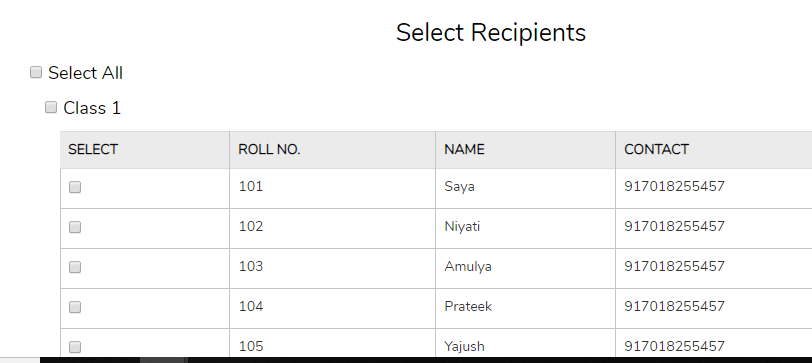 Select Recipients
Select All
Class 1
SELECT ROLL NO. NAME CONTACT
101 Saya 917018255457
102 Niyati 917018255457
103 Amulya 917018255457
104 Prateek 917018255457
105 Yajush 917018255457